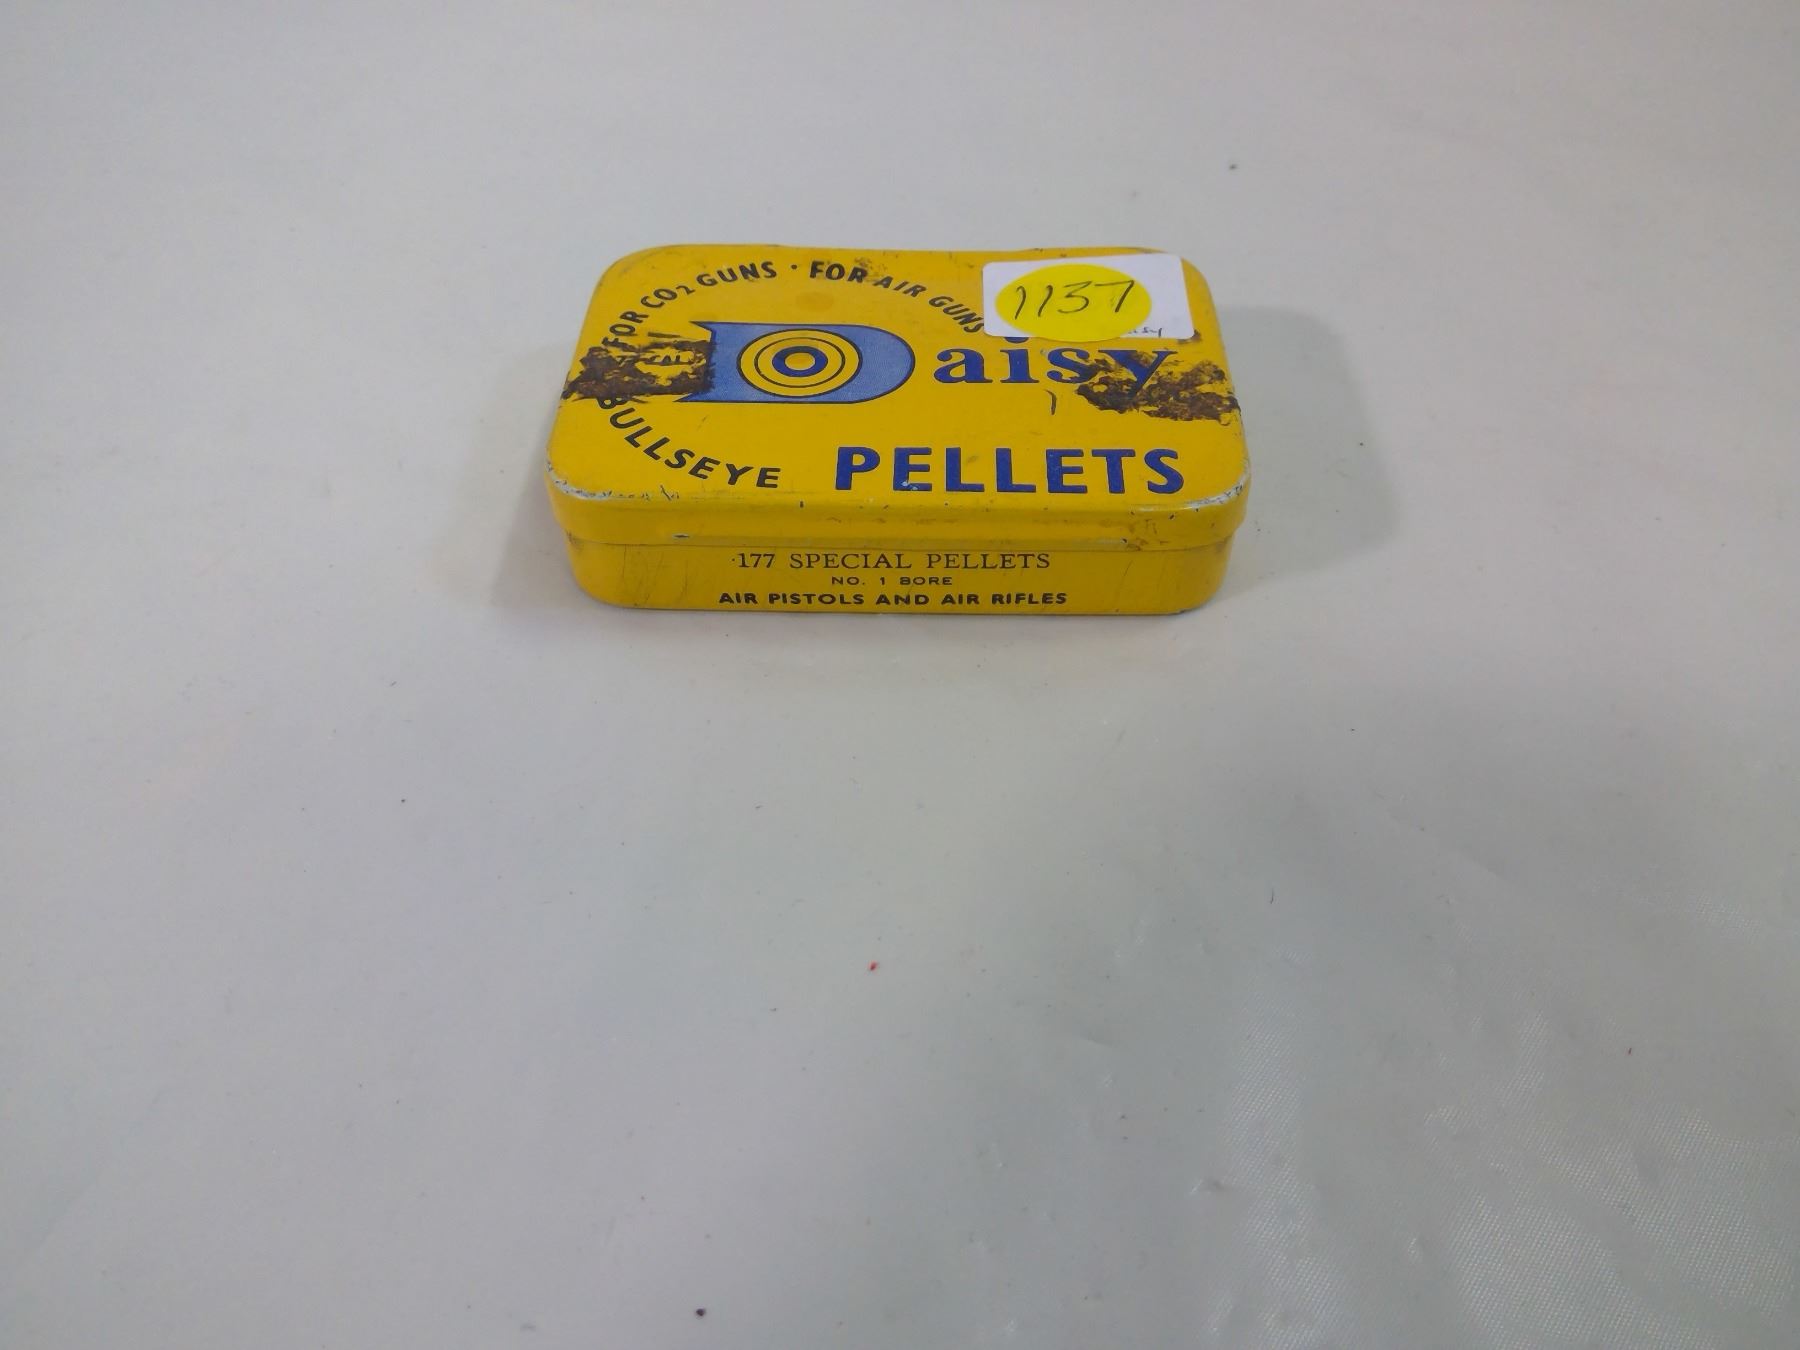 FOR CO2 GUNS · FOR AIR GUNS
1137
CAL
Daisy
BULLSEYE
PELLETS
·177 SPECIAL PELLETS
NO. 1 BORE
AIR PISTOLS AND AIR RIFLES